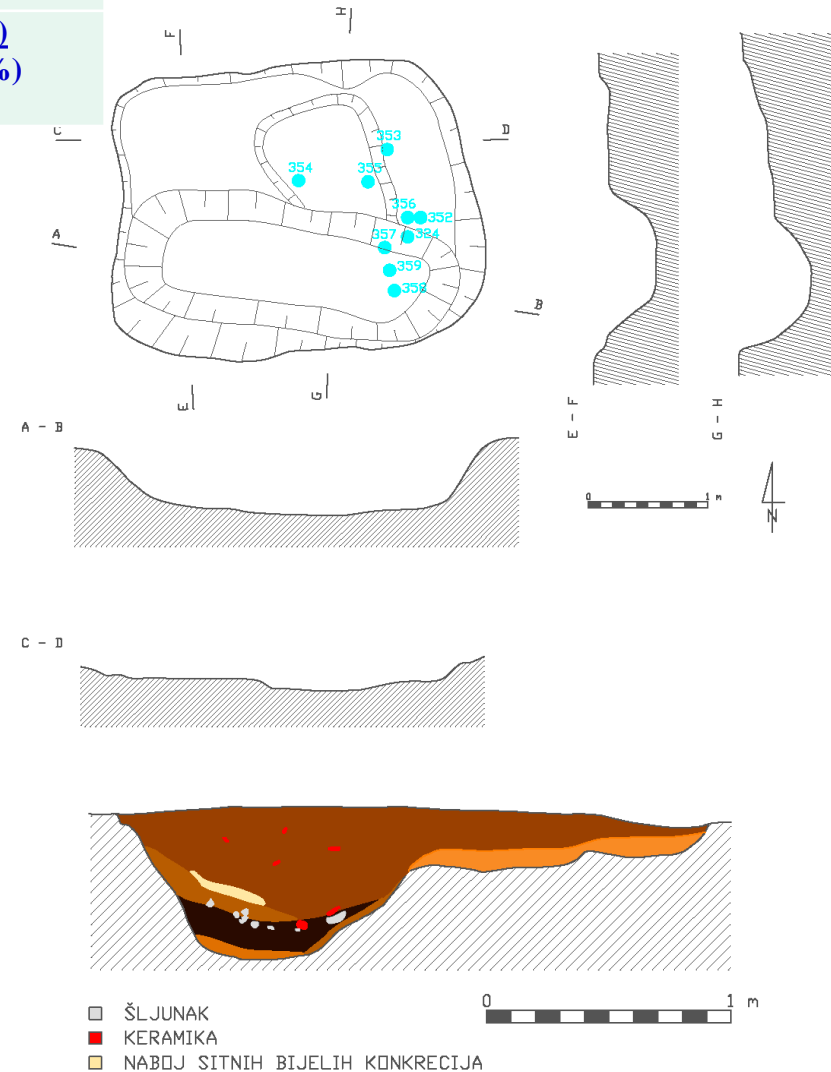 %)
H
F
C
D
353
354
355
356
352
324
357
359
358
A
B
E
G
A - B
E - F
G - H
0 1 m
N
C - D
0 1 m
ŠLJUNAK
KERAMIKA
NABOJ SITNIH BIJELIH KONKRECIJA